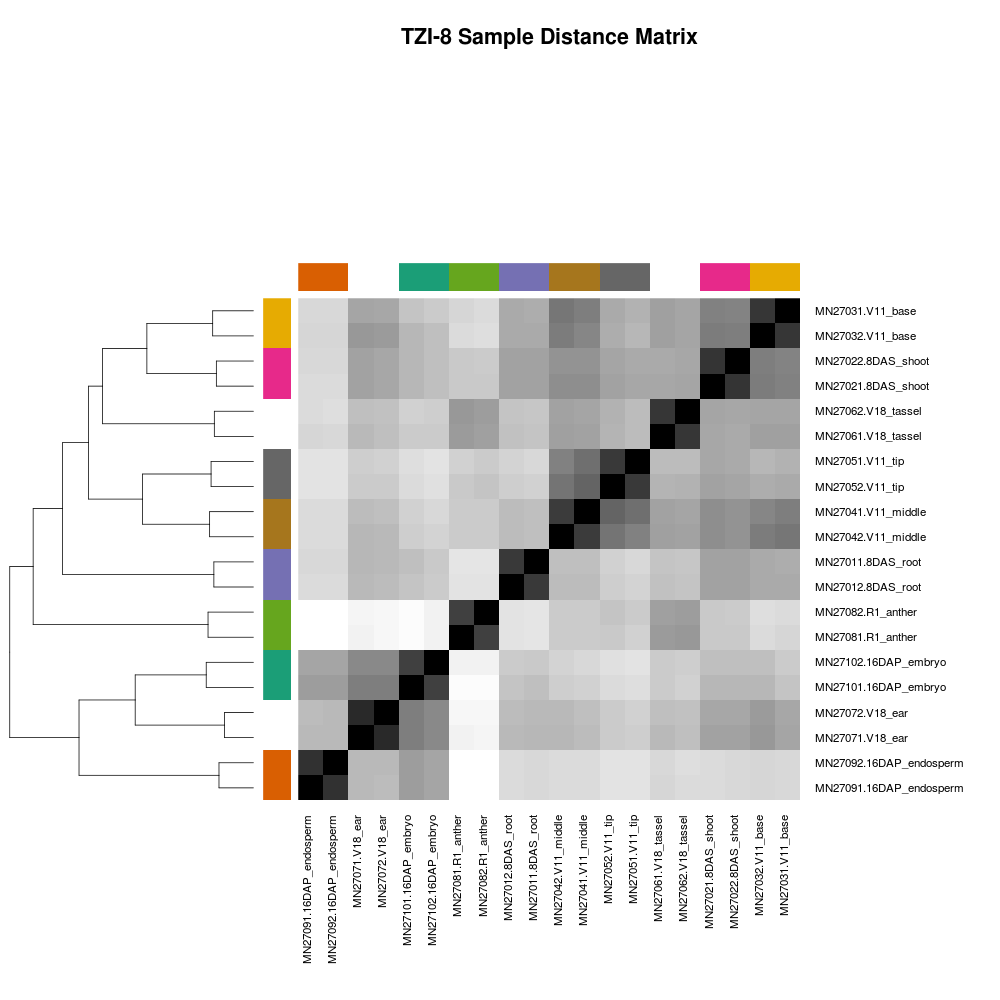 TZI-8 Sample Distance Matrix
MN27031.V11_base
MN27032.V11_base
MN27022.8DAS_shoot
MN27021.8DAS_shoot
MN27062.V18_tassel
MN27061.V18_tassel
MN27051.V11_tip
MN27052.V11_tip
MN27041.V11_middle
MN27042.V11_middle
MN27011.8DAS_root
MN27012.8DAS_root
MN27082.R1_anther
MN27081.R1_anther
MN27102.16DAP_embryo
MN27101.16DAP_embryo
MN27072.V18_ear
MN27071.V18_ear
MN27092.16DAP_endosperm
MN27091.16DAP_endosperm
MN27091.16DAP_endosperm
MN27092.16DAP_endosperm
MN27071.V18_ear
MN27072.V18_ear
MN27101.16DAP_embryo
MN27102.16DAP_embryo
MN27081.R1_anther
MN27082.R1_anther
MN27012.8DAS_root
MN27011.8DAS_root
MN27042.V11_middle
MN27041.V11_middle
MN27052.V11_tip
MN27051.V11_tip
MN27061.V18_tassel
MN27062.V18_tassel
MN27021.8DAS_shoot
MN27022.8DAS_shoot
MN27032.V11_base
MN27031.V11_base